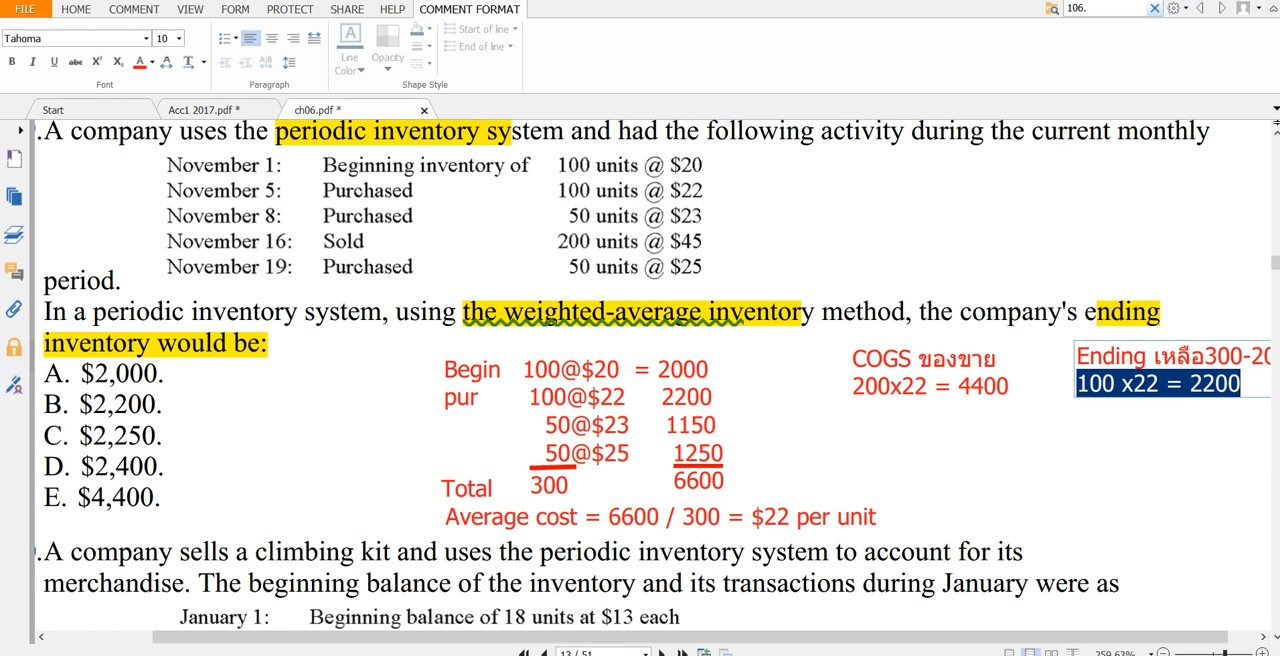 FILE HOME COMMENT VIEW FORM PROTECT SHARE HELP COMMENT FORMAT 106.
Tahoma 10 Start of line
B I U abc X² X₂ A A T Line Color Opacity End of line
Font Paragraph Shape Style
Start Acc1 2017.pdf * ch06.pdf *
.A company uses the periodic inventory system and had the following activity during the current monthly
November 1: Beginning inventory of 100 units @ $20
November 5: Purchased 100 units @ $22
November 8: Purchased 50 units @ $23
November 16: Sold 200 units @ $45
November 19: Purchased 50 units @ $25
period.
In a periodic inventory system, using the weighted-average inventory method, the company's ending
inventory would be:
A. $2,000.
B. $2,200.
C. $2,250.
D. $2,400.
E. $4,400.
Begin 100@$20 = 2000
pur 100@$22 2200
50@$23 1150
50@$25 1250
Total 300 6600
Average cost = 6600 / 300 = $22 per unit
COGS ของขาย
200x22 = 4400
Ending เหลือ300-20
100 x22 = 2200
.A company sells a climbing kit and uses the periodic inventory system to account for its
merchandise. The beginning balance of the inventory and its transactions during January were as
January 1: Beginning balance of 18 units at $13 each
13 / 51 259.63%